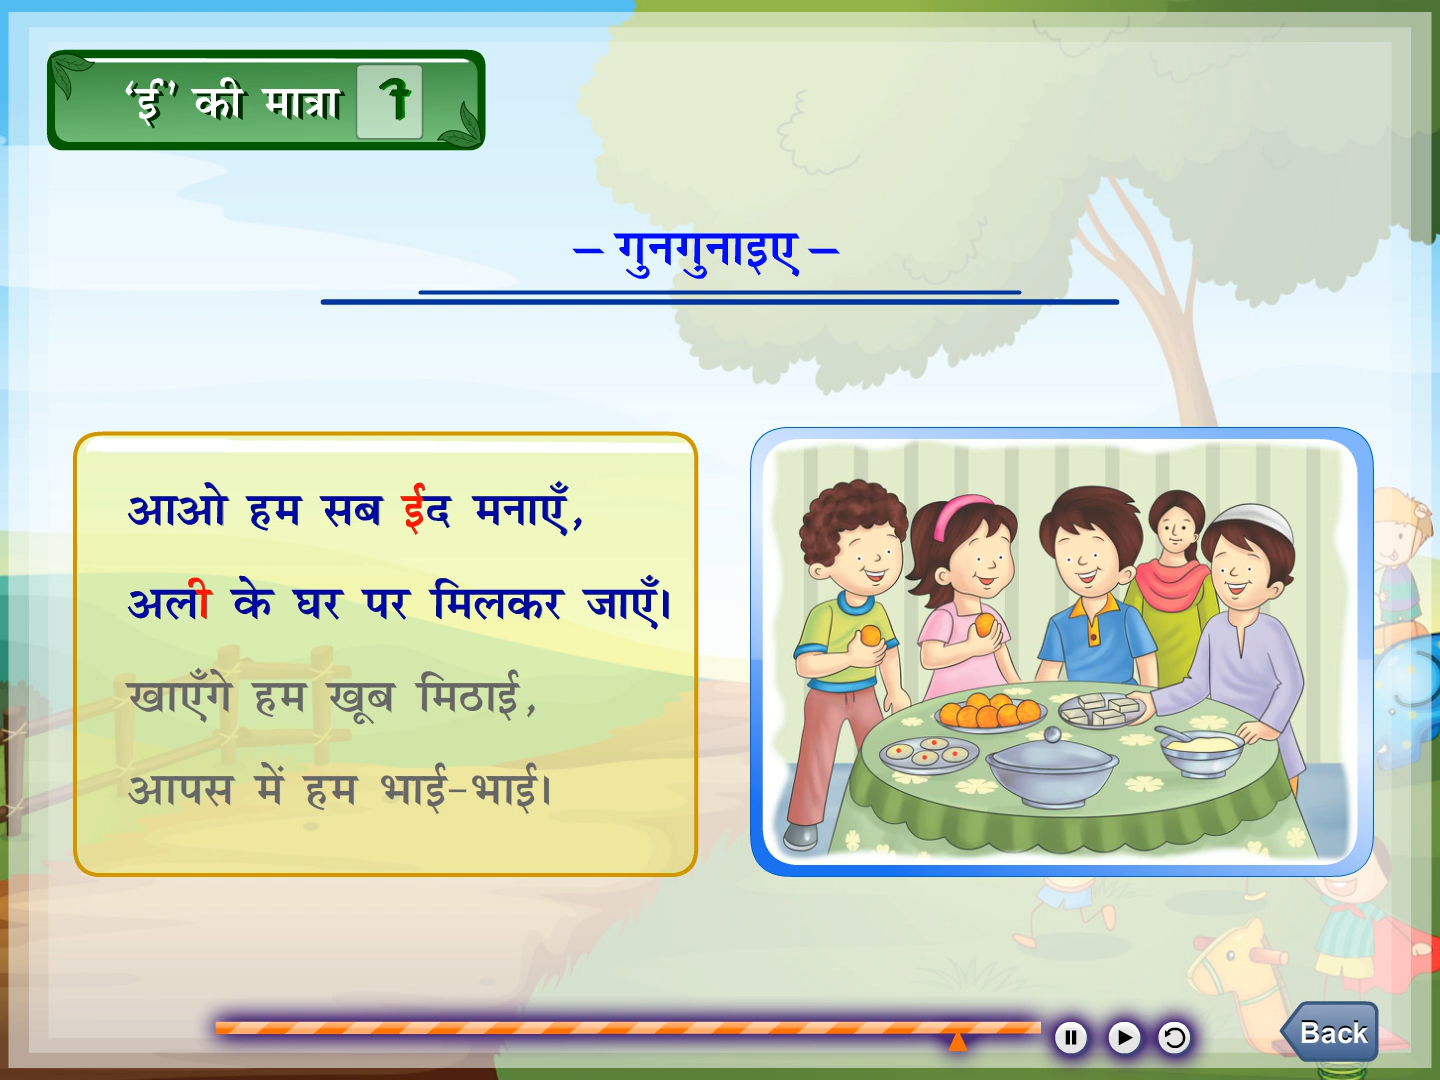 ‘ई’ की मात्रा ी
– गुनगुनाइए –
आओ हम सब ईद मनाएँ,
अली के घर पर मिलकर जाएँ।
खाएँगे हम खूब मिठाई,
आपस में हम भाई-भाई।
Back